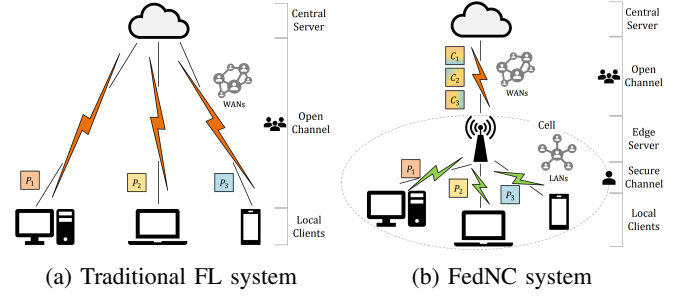 Central
Server
WANs
Open
Channel
P1
P2
P3
Local
Clients
(a) Traditional FL system
Central
Server
C1
C2
C3
WANs
Open
Channel
Cell
Edge
Server
LANs
Secure
Channel
P1
P2
P3
Local
Clients
(b) FedNC system